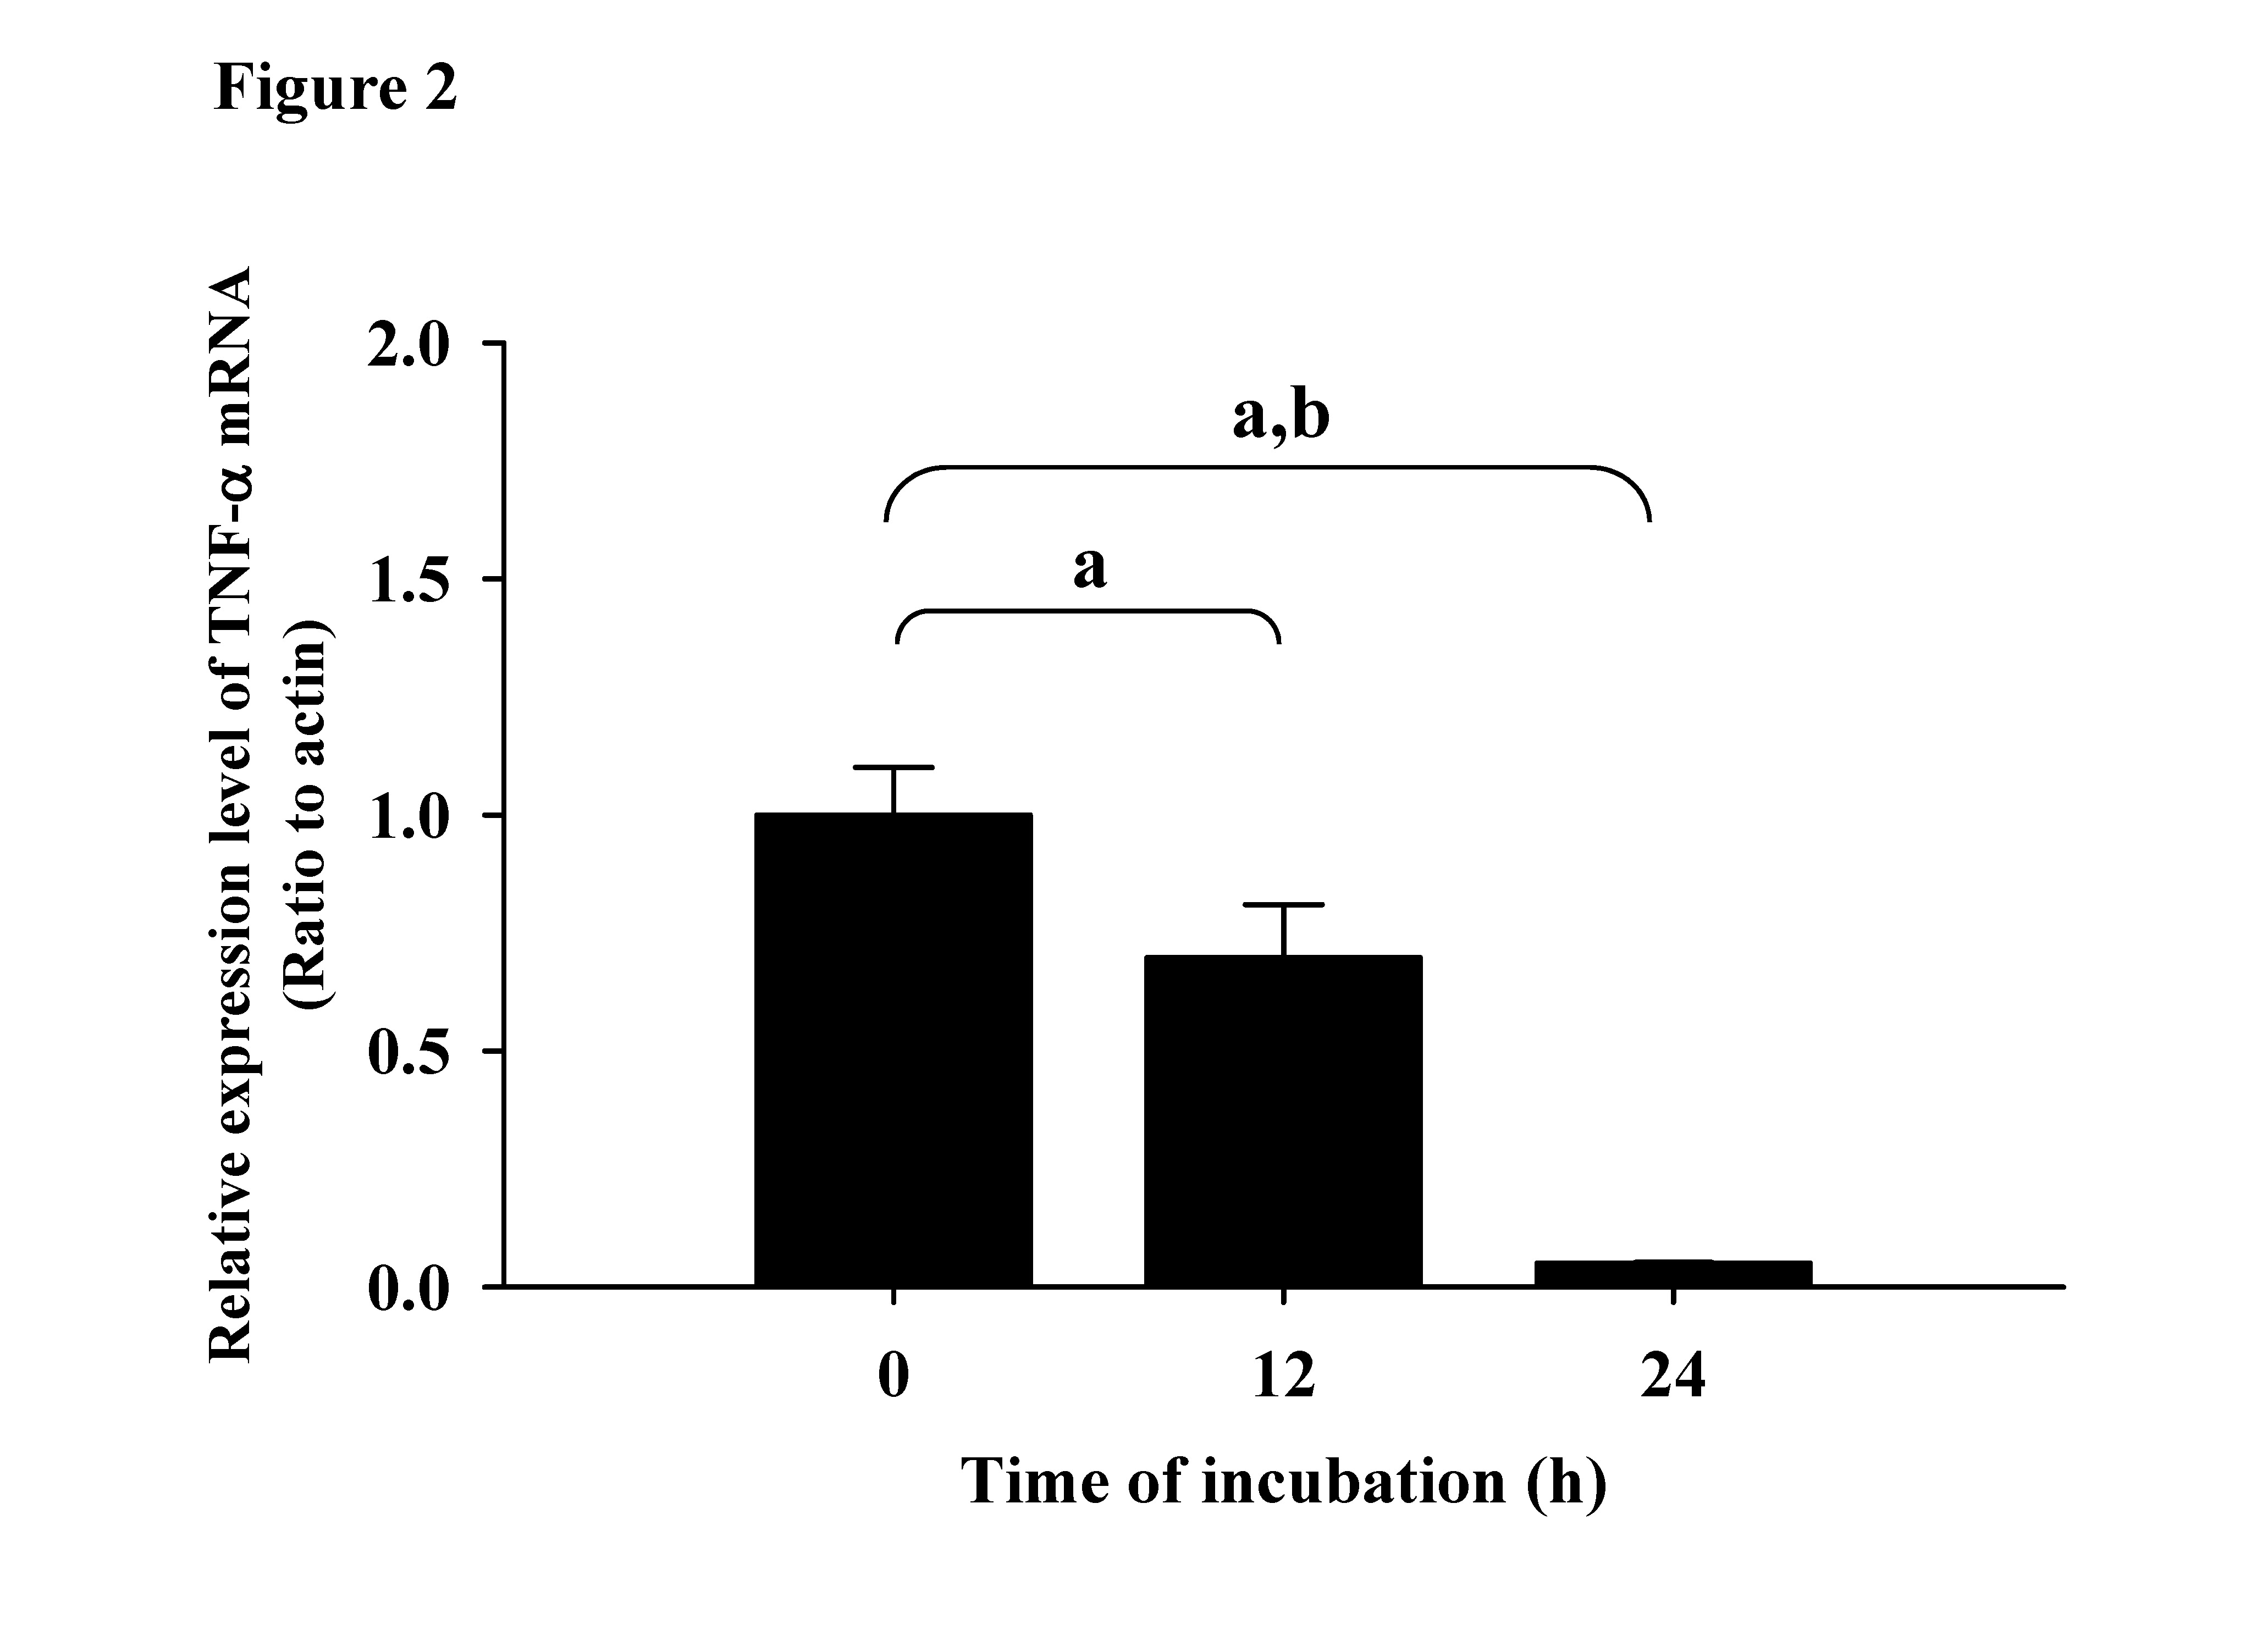 Figure 2
Relative expression level of TNF-α mRNA
(Ratio to actin)
2.0
1.5
1.0
0.5
0.0
a,b
a
0
12
24
Time of incubation (h)